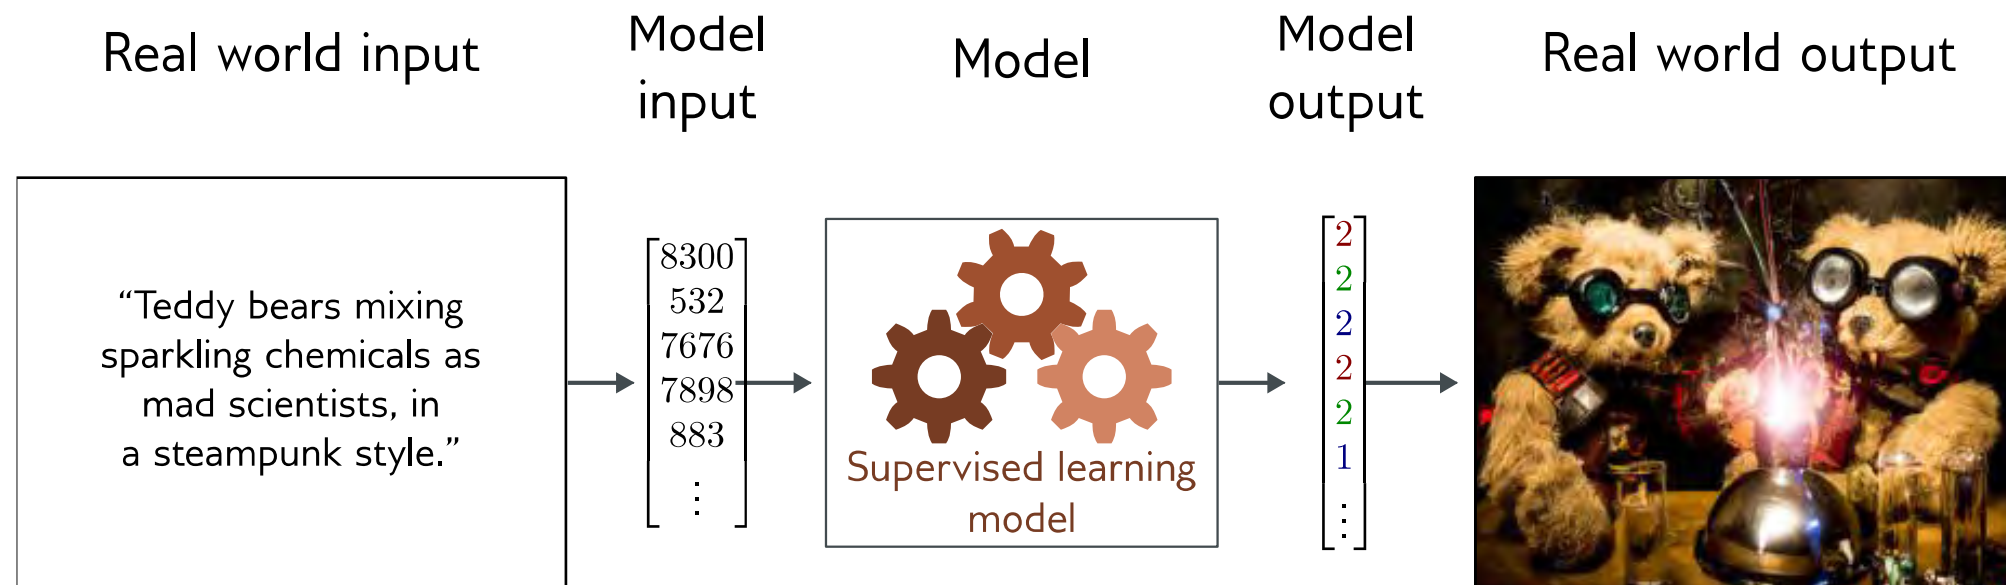 Real world input
Model
input
Model
Model
output
Real world output
“Teddy bears mixing
sparkling chemicals as
mad scientists, in
a steampunk style.”
8300
532
7676
7898
883
⋮
Supervised learning
model
2
2
2
2
2
1
⋮